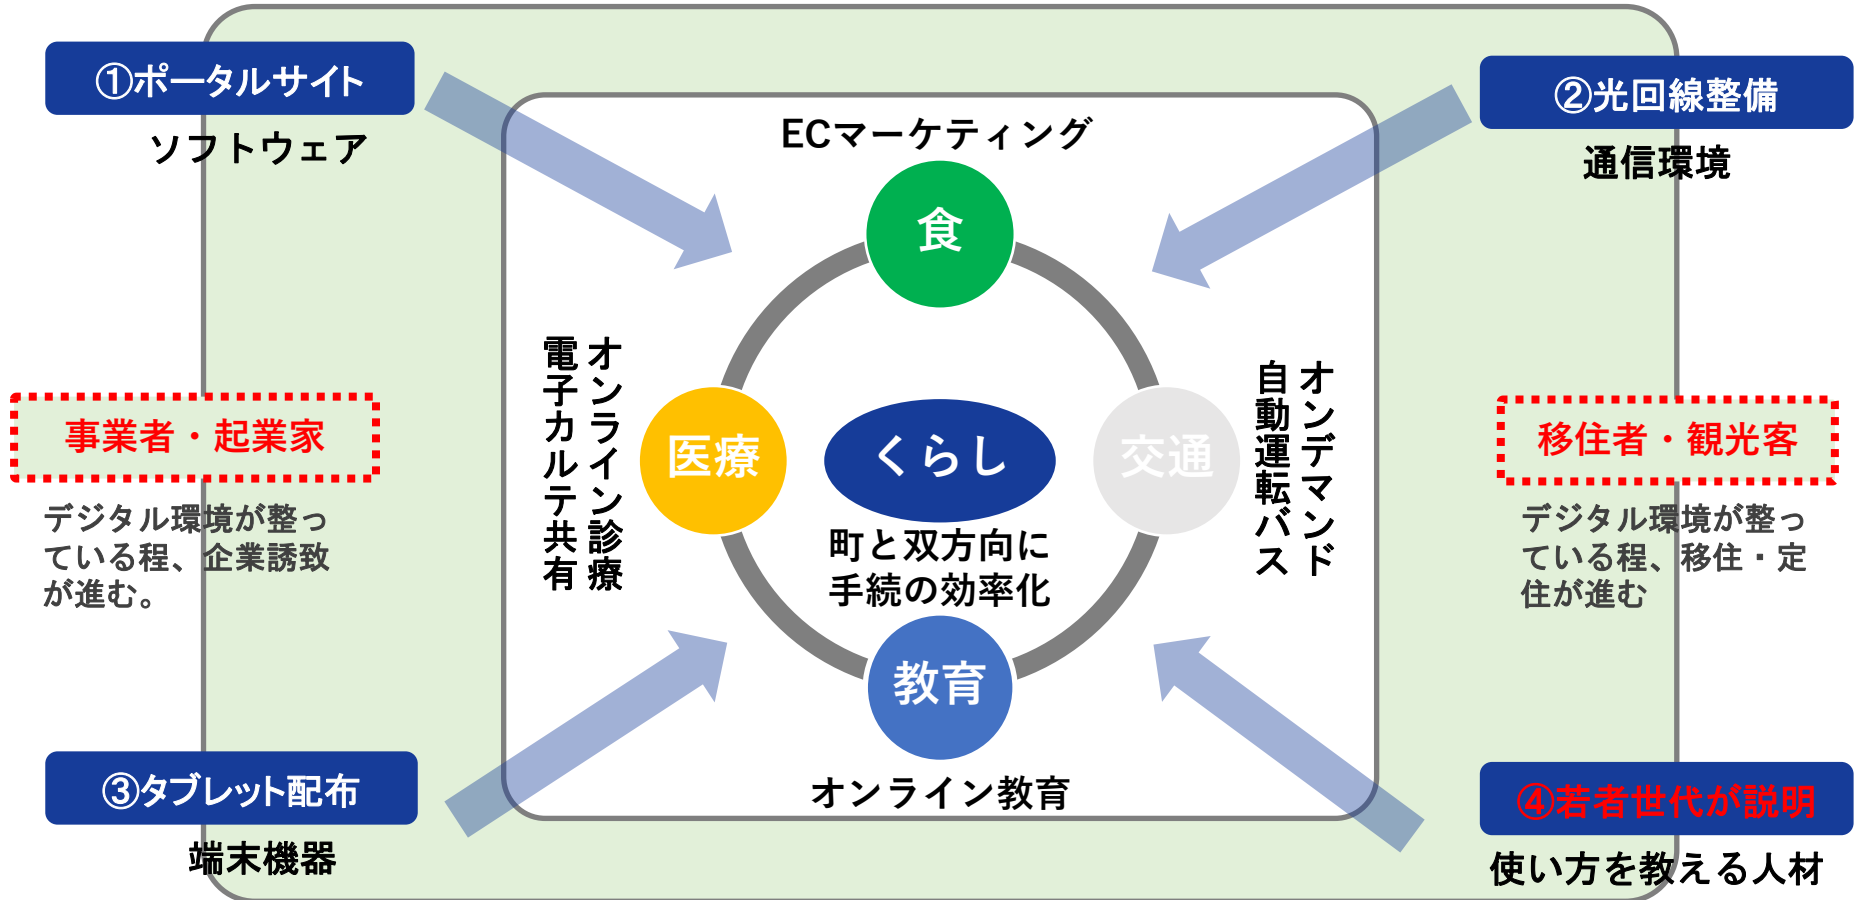 ①ポータルサイト
ソフトウェア
②光回線整備
通信環境
ECマーケティング
食
オンライン診療
電子カルテ共有
医療
くらし
町と双方向に
手続の効率化
交通
オンデマンド
自動運転バス
教育
オンライン教育
事業者・起業家
デジタル環境が整っ
ている程、企業誘致
が進む。
移住者・観光客
デジタル環境が整っ
ている程、移住・定
住が進む
③タブレット配布
端末機器
④若者世代が説明
使い方を教える人材